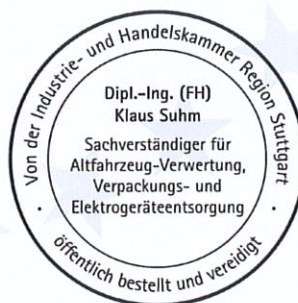 Von der Industrie- und Handelskammer Region Stuttgart
Dipl.-Ing. (FH)
Klaus Suhm
Sachverständiger für
Altfahrzeug-Verwertung,
Verpackungs- und
Elektrogeräteentsorgung
· öffentlich bestellt und vereidigt ·